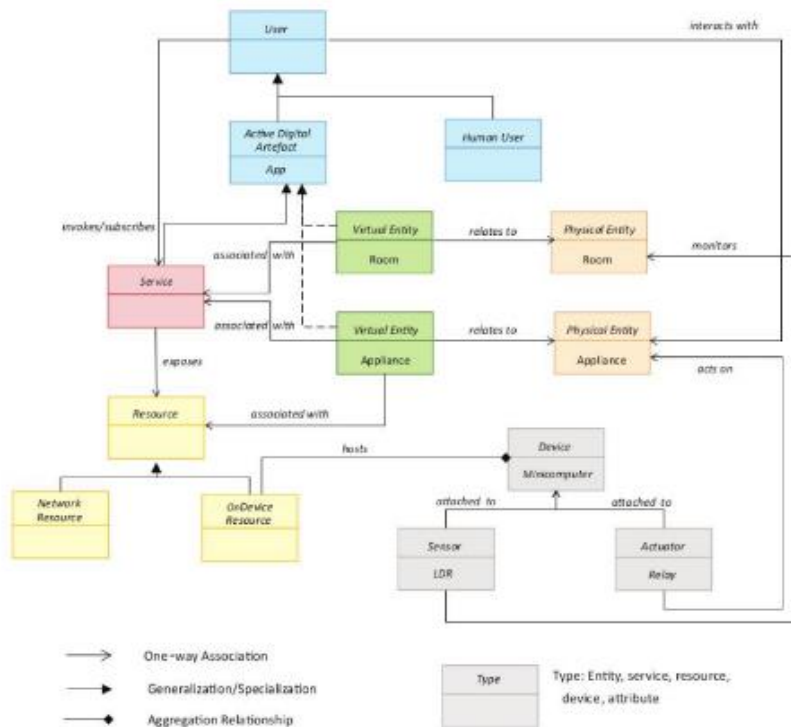 User
interacts with
Active Digital
Artefact
App
Human User
invokes/subscribes
Virtual Entity
Room
relates to
Physical Entity
Room
monitors
associated with
Service
associated with
Virtual Entity
Appliance
relates to
Physical Entity
Appliance
acts on
exposes
Resource
associated with
hosts
Device
Minicomputer
Network
Resource
OnDevice
Resource
attached to
attached to
Sensor
LDR
Actuator
Relay
One-way Association
Generalization/Specialization
Aggregation Relationship
Type
Type: Entity, service, resource,
device, attribute